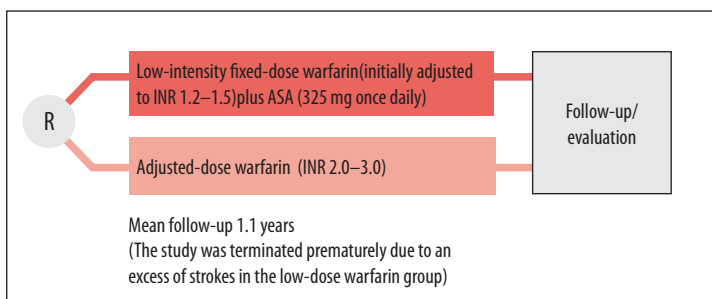 R
Low-intensity fixed-dose warfarin(initially adjusted
to INR 1.2–1.5)plus ASA (325 mg once daily)
Adjusted-dose warfarin (INR 2.0–3.0)
Follow-up/
evaluation
Mean follow-up 1.1 years
(The study was terminated prematurely due to an
excess of strokes in the low-dose warfarin group)